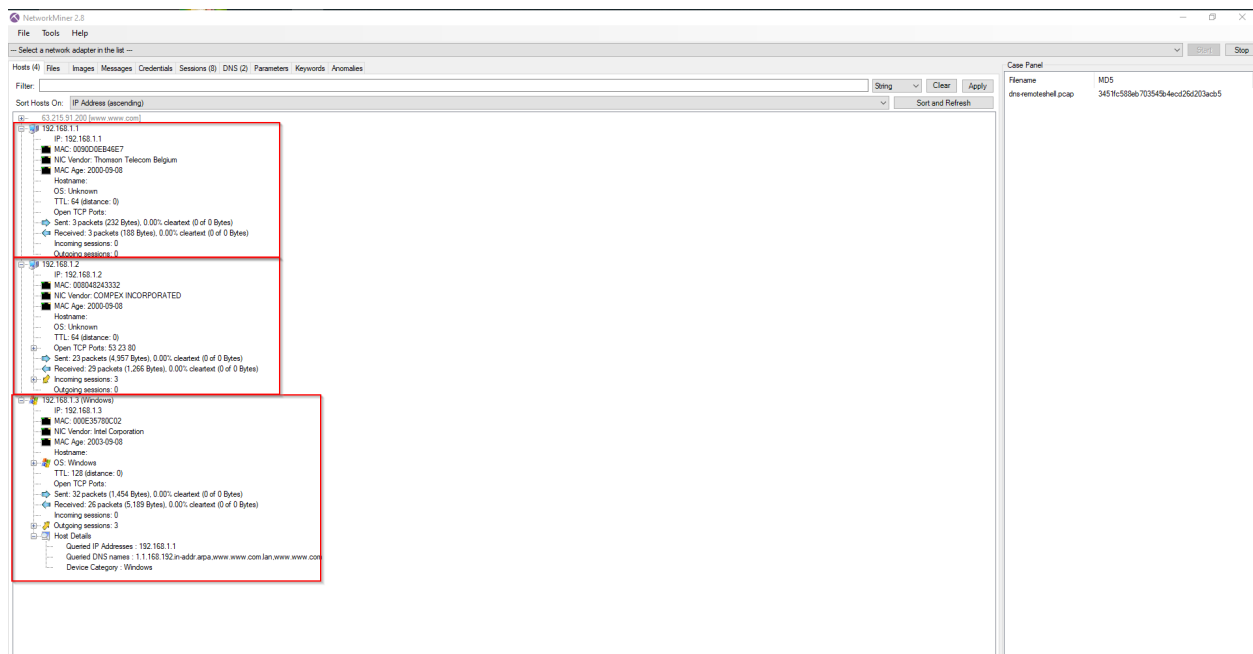 NetworkMiner 2.8
File Tools Help
--- Select a network adapter in the list ---
Start Stop
Hosts (4) Files Images Messages Credentials Sessions (8) DNS (2) Parameters Keywords Anomalies
Filter:
String Clear Apply
Sort Hosts On: IP Address (ascending)
Sort and Refresh
63.215.91.200 [www.www.com]
192.168.1.1
IP: 192.168.1.1
MAC: 0090D0EB46E7
NIC Vendor: Thomson Telecom Belgium
MAC Age: 2000-09-08
Hostname:
OS: Unknown
TTL: 64 (distance: 0)
Open TCP Ports:
Sent: 3 packets (232 Bytes), 0.00% cleartext (0 of 0 Bytes)
Received: 3 packets (188 Bytes), 0.00% cleartext (0 of 0 Bytes)
Incoming sessions: 0
Outgoing sessions: 0
192.168.1.2
IP: 192.168.1.2
MAC: 008048243332
NIC Vendor: COMPEX INCORPORATED
MAC Age: 2000-09-08
Hostname:
OS: Unknown
TTL: 64 (distance: 0)
Open TCP Ports: 53 23 80
Sent: 23 packets (4,957 Bytes), 0.00% cleartext (0 of 0 Bytes)
Received: 29 packets (1,266 Bytes), 0.00% cleartext (0 of 0 Bytes)
Incoming sessions: 3
Outgoing sessions: 0
192.168.1.3 (Windows)
IP: 192.168.1.3
MAC: 000E35780C02
NIC Vendor: Intel Corporation
MAC Age: 2003-09-08
Hostname:
OS: Windows
TTL: 128 (distance: 0)
Open TCP Ports:
Sent: 32 packets (1,454 Bytes), 0.00% cleartext (0 of 0 Bytes)
Received: 26 packets (5,189 Bytes), 0.00% cleartext (0 of 0 Bytes)
Incoming sessions: 0
Outgoing sessions: 3
Host Details
Queried IP Addresses : 192.168.1.1
Queried DNS names : 1.1.168.192.in-addr.arpa,www.www.com.lan,www.www.com
Device Category : Windows
Case Panel
Filename MD5
dns-remoteshell.pcap 3451fc588eb703545b4ecd26d203acb5